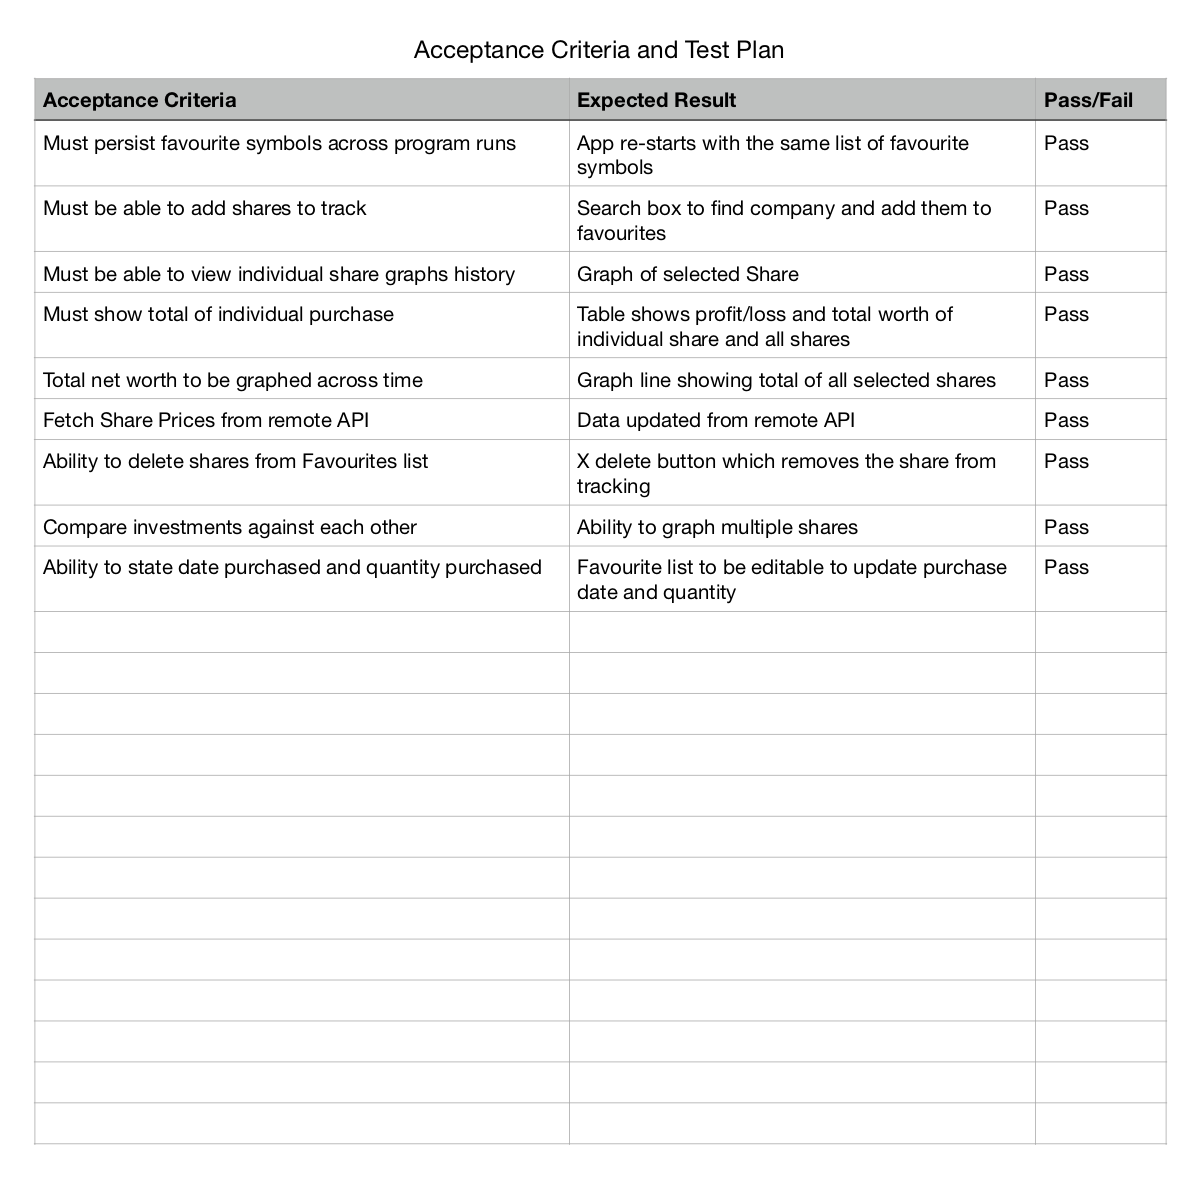 Acceptance Criteria and Test Plan
Acceptance Criteria Expected Result Pass/Fail
Must persist favourite symbols across program runs App re-starts with the same list of favourite Pass
symbols
Must be able to add shares to track Search box to find company and add them to Pass
favourites
Must be able to view individual share graphs history Graph of selected Share Pass
Must show total of individual purchase Table shows profit/loss and total worth of Pass
individual share and all shares
Total net worth to be graphed across time Graph line showing total of all selected shares Pass
Fetch Share Prices from remote API Data updated from remote API Pass
Ability to delete shares from Favourites list X delete button which removes the share from Pass
tracking
Compare investments against each other Ability to graph multiple shares Pass
Ability to state date purchased and quantity purchased Favourite list to be editable to update purchase Pass
date and quantity